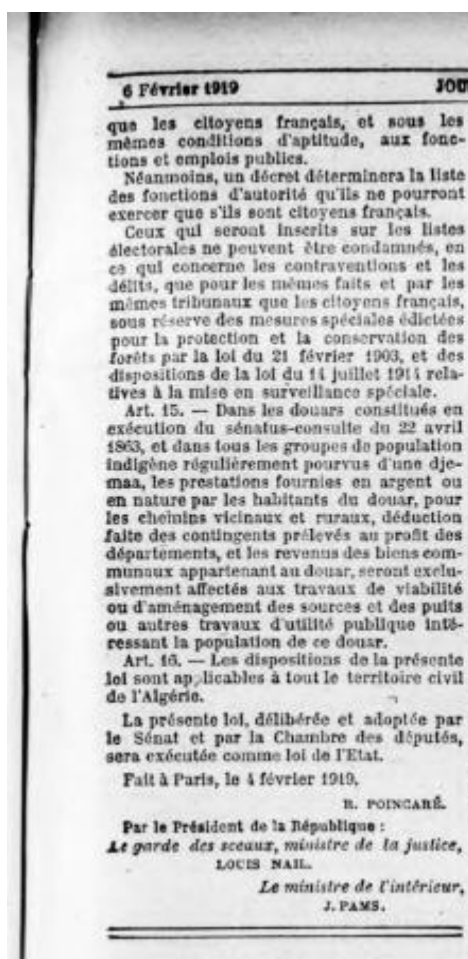 6 Février 1919 JOU
que les citoyens français, et sous les
mêmes conditions d'aptitude, aux fonc-
tions et emplois publics.
Néanmoins, un décret déterminera la liste
des fonctions d'autorité qu'ils ne pourront
exercer que s'ils sont citoyens français.
Ceux qui seront inscrits sur les listes
électorales ne peuvent être condamnés, en
ce qui concerne les contraventions et les
délits, que pour les mêmes faits et par les
mêmes tribunaux que les citoyens français,
sous réserve des mesures spéciales édictées
pour la protection et la conservation des
forêts par la loi du 21 février 1903, et des
dispositions de la loi du 14 juillet 1914 rela-
tives à la mise en surveillance spéciale.
Art. 15. — Dans les douars constitués en
exécution du sénatus-consulte du 22 avril
1863, et dans tous les groupes de population
indigène régulièrement pourvus d'une dje-
maa, les prestations fournies en argent ou
en nature par les habitants du douar, pour
les chemins vicinaux et ruraux, déduction
faite des contingents prélevés au profit des
départements, et les revenus des biens com-
munaux appartenant au douar, seront exclu-
sivement affectés aux travaux de viabilité
ou d'aménagement des sources et des puits
ou autres travaux d'utilité publique inté-
ressant la population de ce douar.
Art. 16. — Les dispositions de la présente
loi sont applicables à tout le territoire civil
de l'Algérie.
La présente loi, délibérée et adoptée par
le Sénat et par la Chambre des députés,
sera exécutée comme loi de l'Etat.
Fait à Paris, le 4 février 1919.
R. POINCARÉ.
Par le Président de la République :
Le garde des sceaux, ministre de la justice,
LOUIS NAIL.
Le ministre de l'intérieur,
J. PAMS.